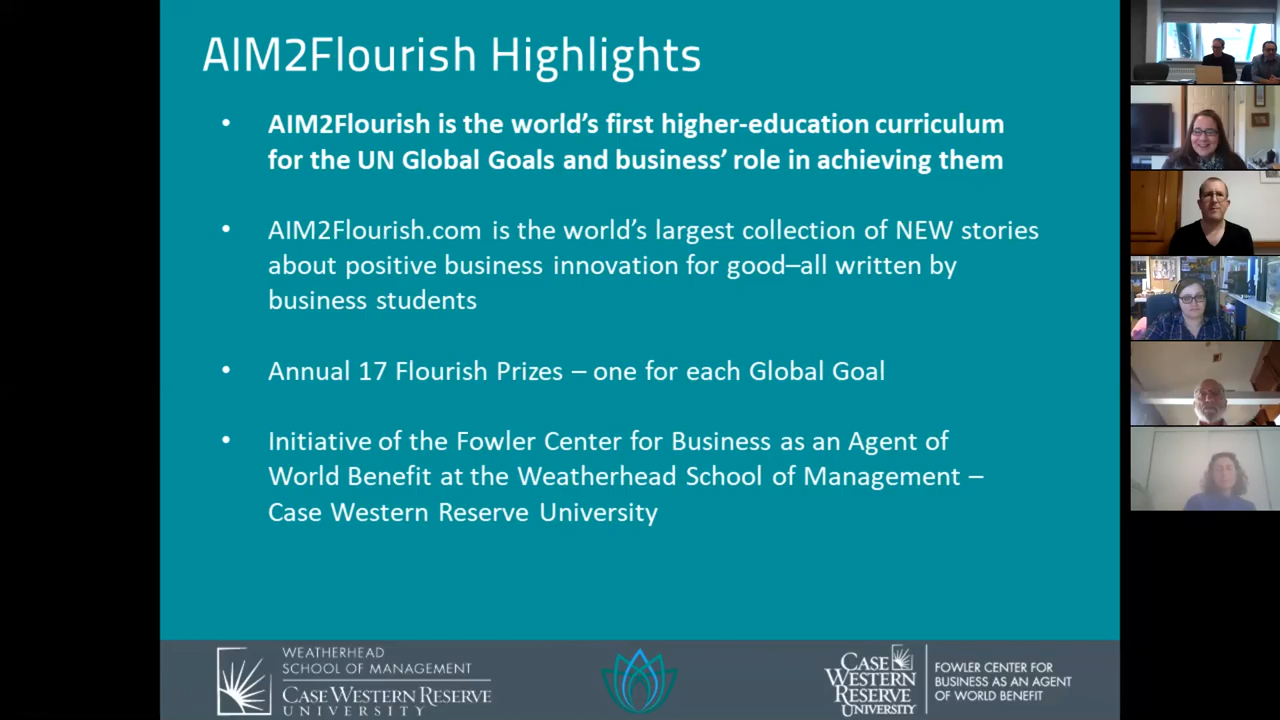 AIM2Flourish Highlights
• AIM2Flourish is the world's first higher-education curriculum
for the UN Global Goals and business' role in achieving them
• AIM2Flourish.com is the world's largest collection of NEW stories
about positive business innovation for good–all written by
business students
• Annual 17 Flourish Prizes – one for each Global Goal
• Initiative of the Fowler Center for Business as an Agent of
World Benefit at the Weatherhead School of Management –
Case Western Reserve University
WEATHERHEAD
SCHOOL OF MANAGEMENT
CASE WESTERN RESERVE
UNIVERSITY
CASE
WESTERN
RESERVE
UNIVERSITY
FOWLER CENTER FOR
BUSINESS AS AN AGENT
OF WORLD BENEFIT